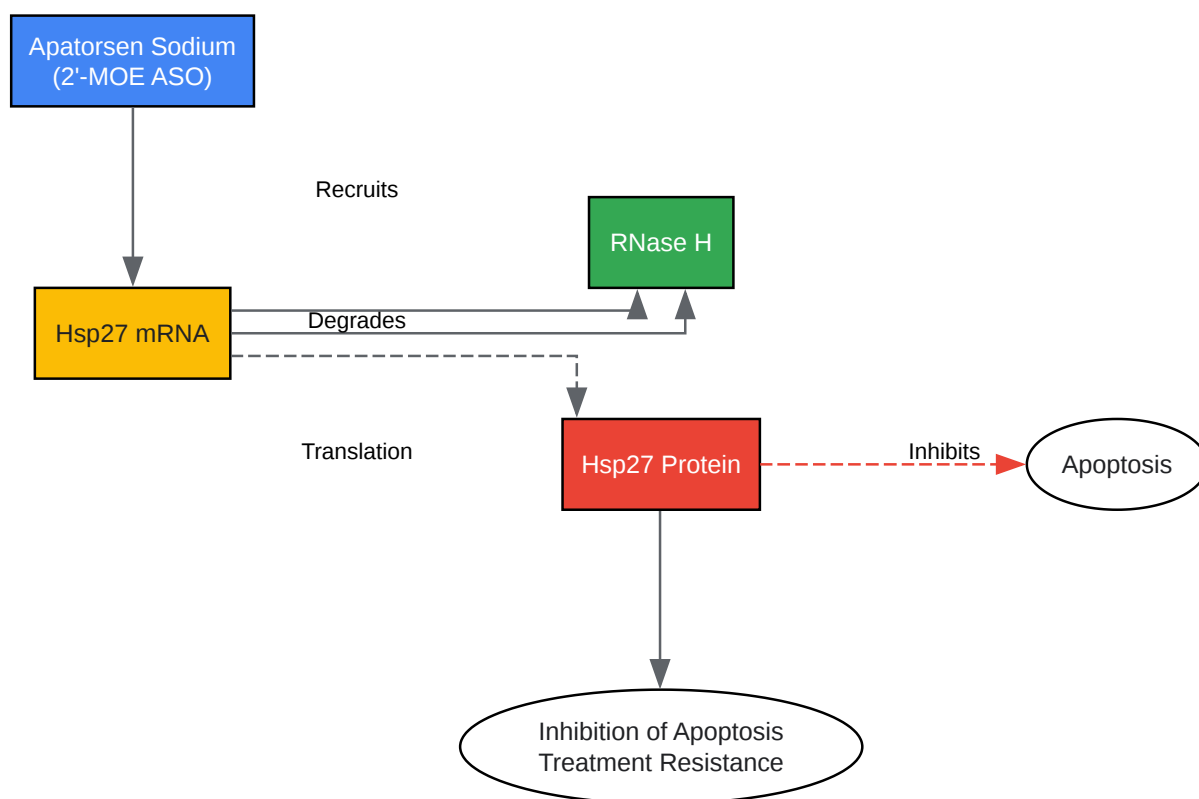 Apatorsen Sodium
(2'-MOE ASO)
Recruits
RNase H
Hsp27 mRNA
Degrades
Translation
Hsp27 Protein
Inhibits
Apoptosis
Inhibition of Apoptosis
Treatment Resistance